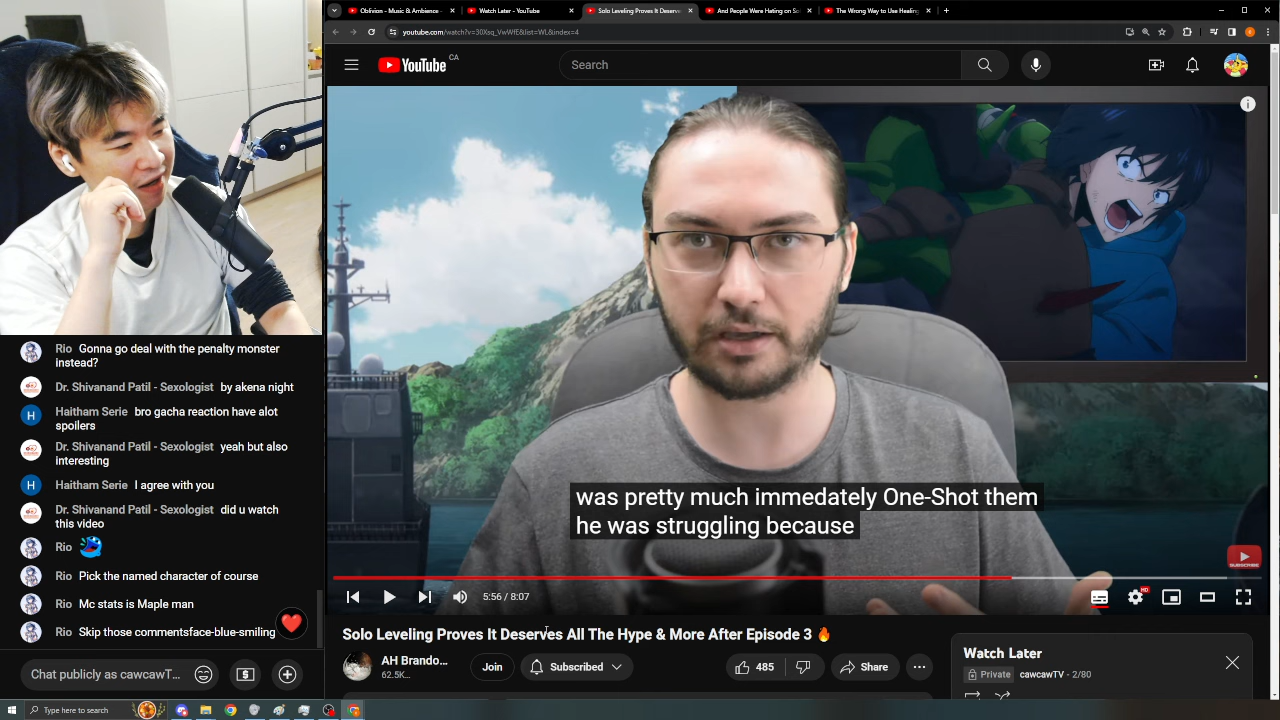 Oblivion - Music & Ambience -
Watch Later - YouTube
Solo Leveling Proves It Deserve
And People Were Hating on So
The Wrong Way to Use Healing
youtube.com/watch?v=30Xsq_VwWfE&list=WL&index=4
YouTube CA
Search
was pretty much immedately One-Shot them
he was struggling because
SUBSCRIBE
5:56 / 8:07
HD
Solo Leveling Proves It Deserves All The Hype & More After Episode 3 🔥
AH Brando...
62.5K...
Join
Subscribed
485
Share
Watch Later
Private cawcawTV - 2/80
Rio Gonna go deal with the penalty monster
instead?
Dr. Shivanand Patil - Sexologist by akena night
Haitham Serie bro gacha reaction have alot
spoilers
Dr. Shivanand Patil - Sexologist yeah but also
interesting
Haitham Serie I agree with you
Dr. Shivanand Patil - Sexologist did u watch
this video
Rio
Rio Pick the named character of course
Rio Mc stats is Maple man
Rio Skip those commentsface-blue-smiling
Chat publicly as cawcawT...
Type here to search